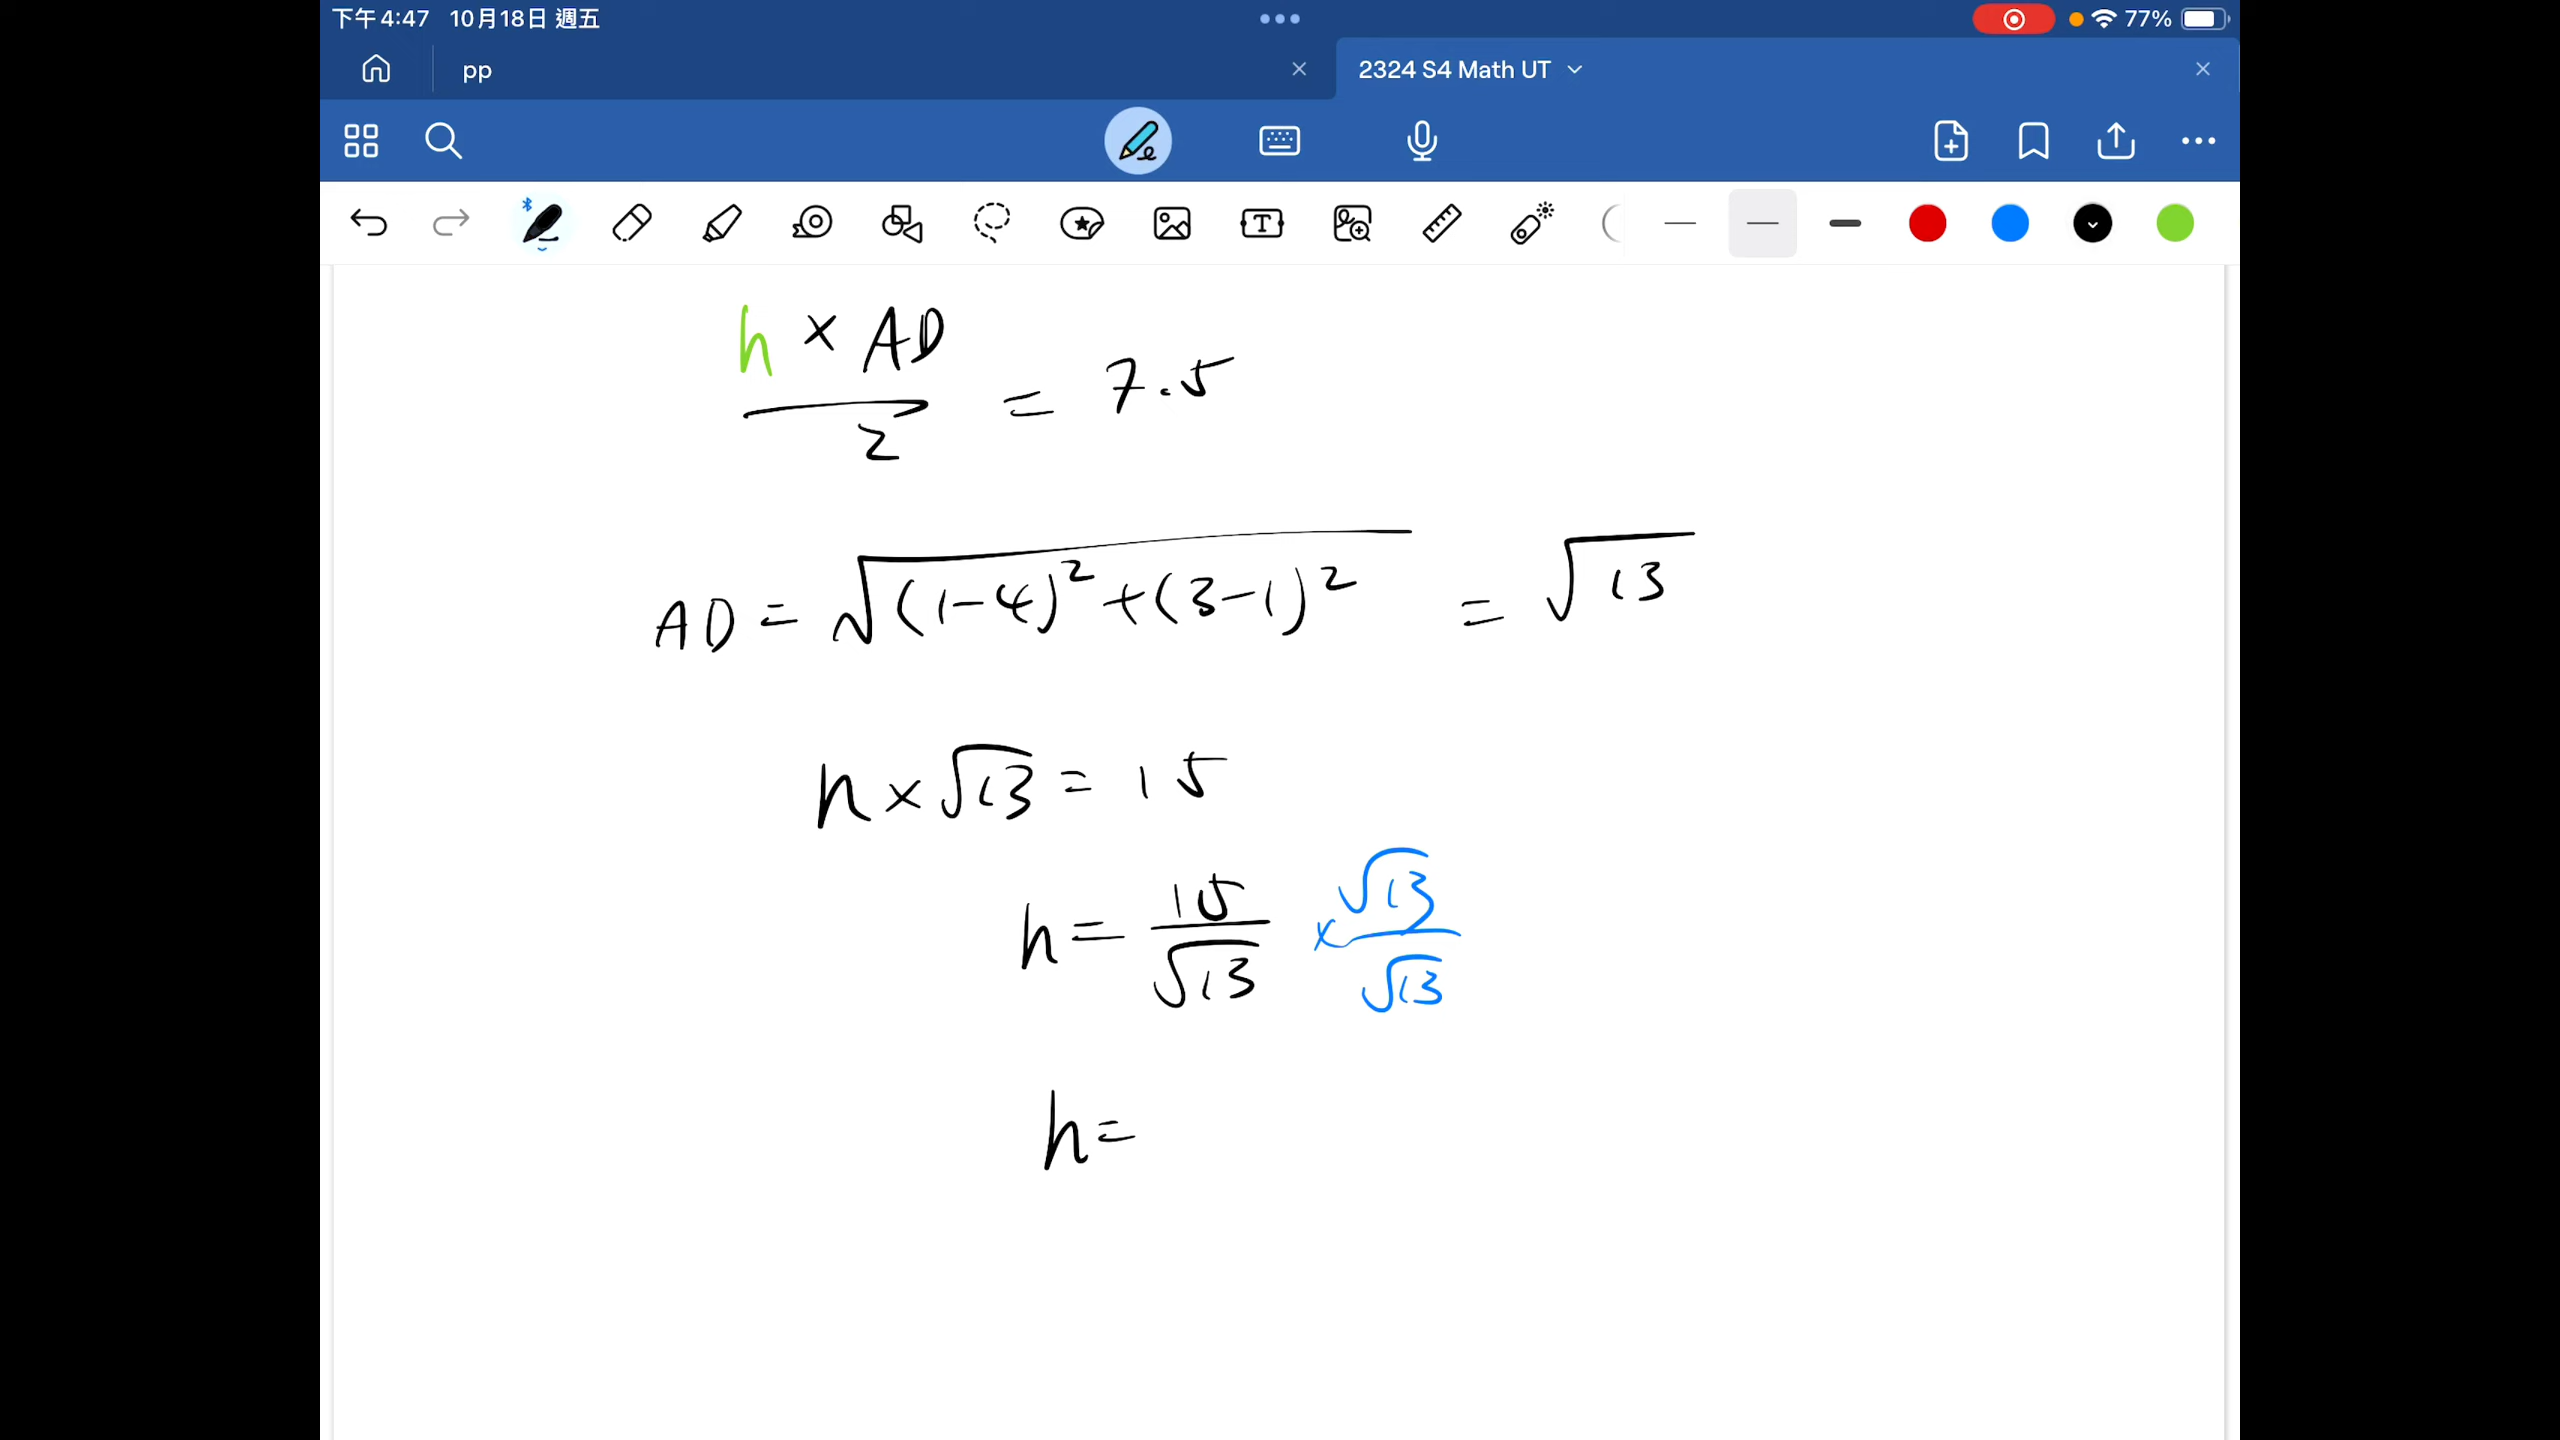 下午4:47 10月18日 週五
77%
pp
2324 S4 Math UT
h × AD
2
= 7.5
AD = √(1-4)² + (3-1)² = √13
h × √13 = 15
h = 15/√13 × √13/√13
h =